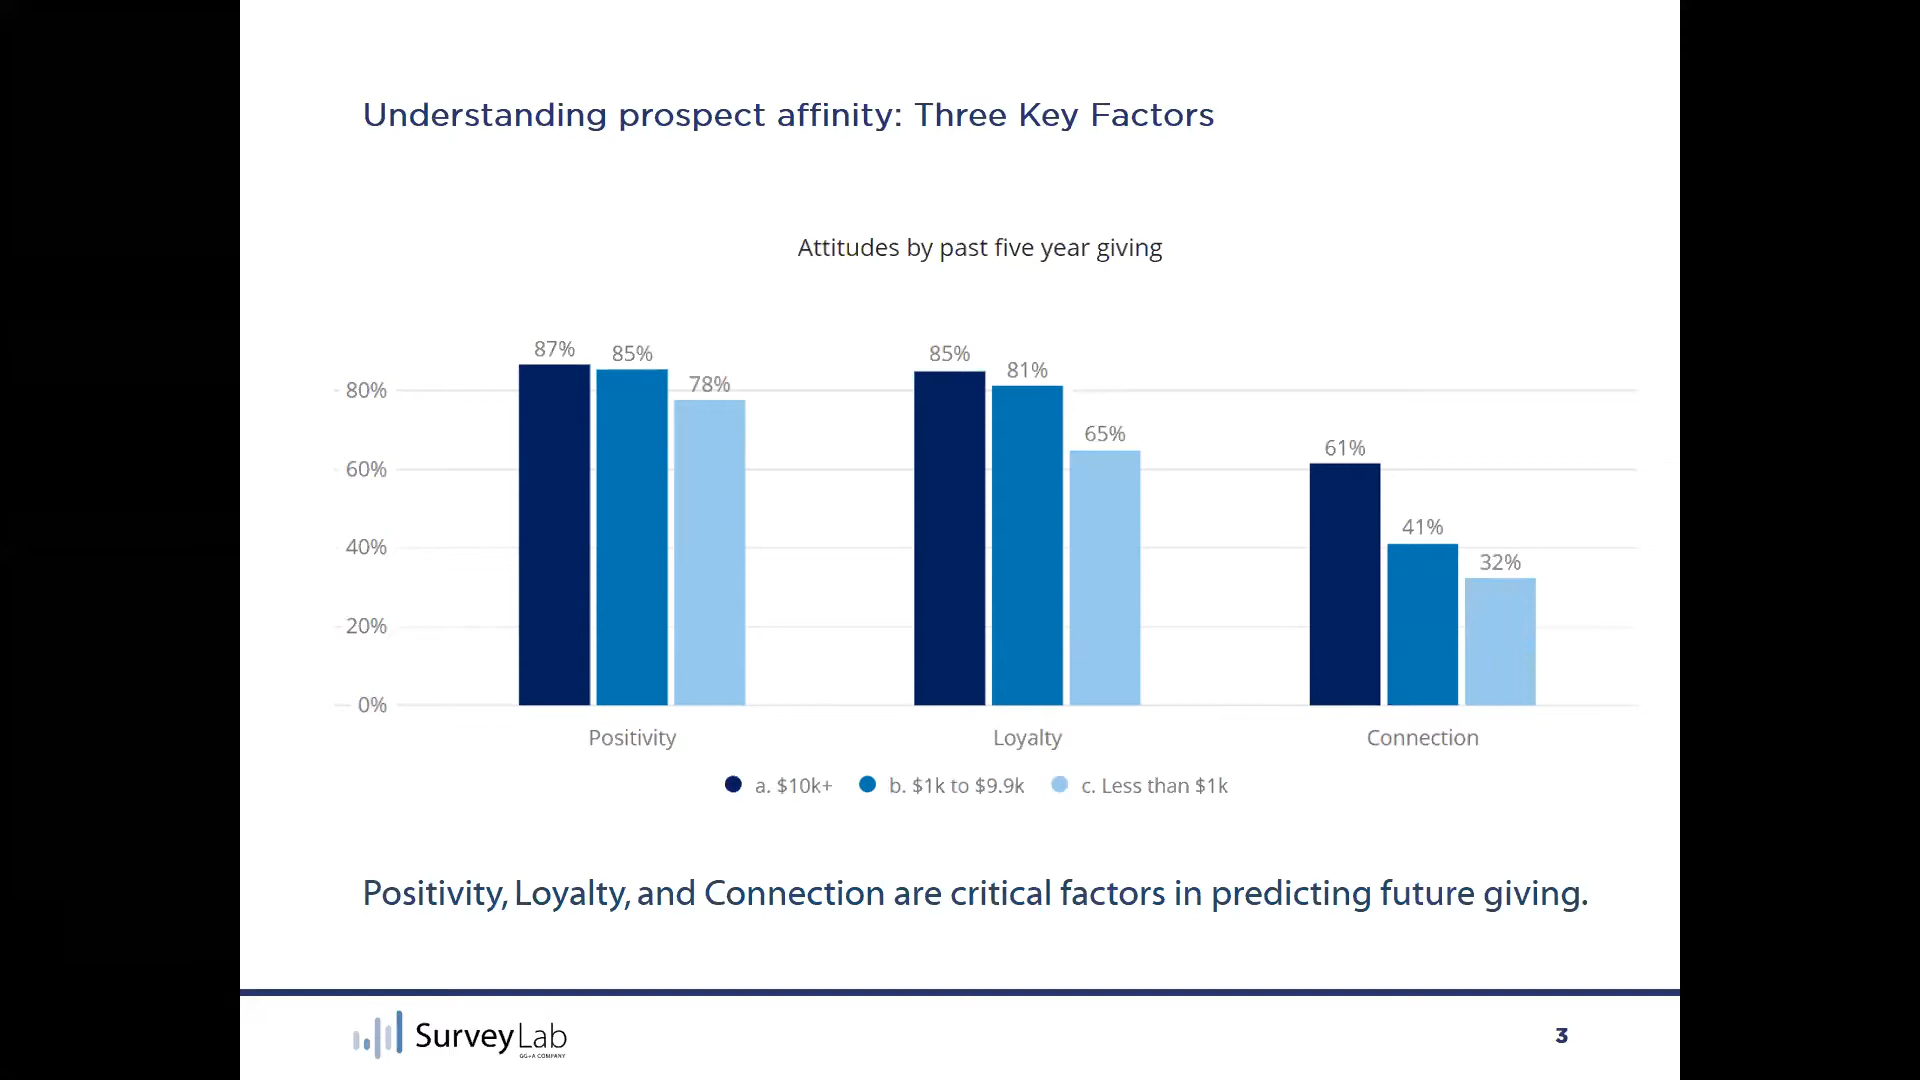 Understanding prospect affinity: Three Key Factors
Attitudes by past five year giving
87% 85% 78% 85% 81% 65% 61% 41% 32%
80%
60%
40%
20%
0%
Positivity Loyalty Connection
a. $10k+ b. $1k to $9.9k c. Less than $1k
Positivity, Loyalty, and Connection are critical factors in predicting future giving.
SurveyLab
GG+A COMPANY
3